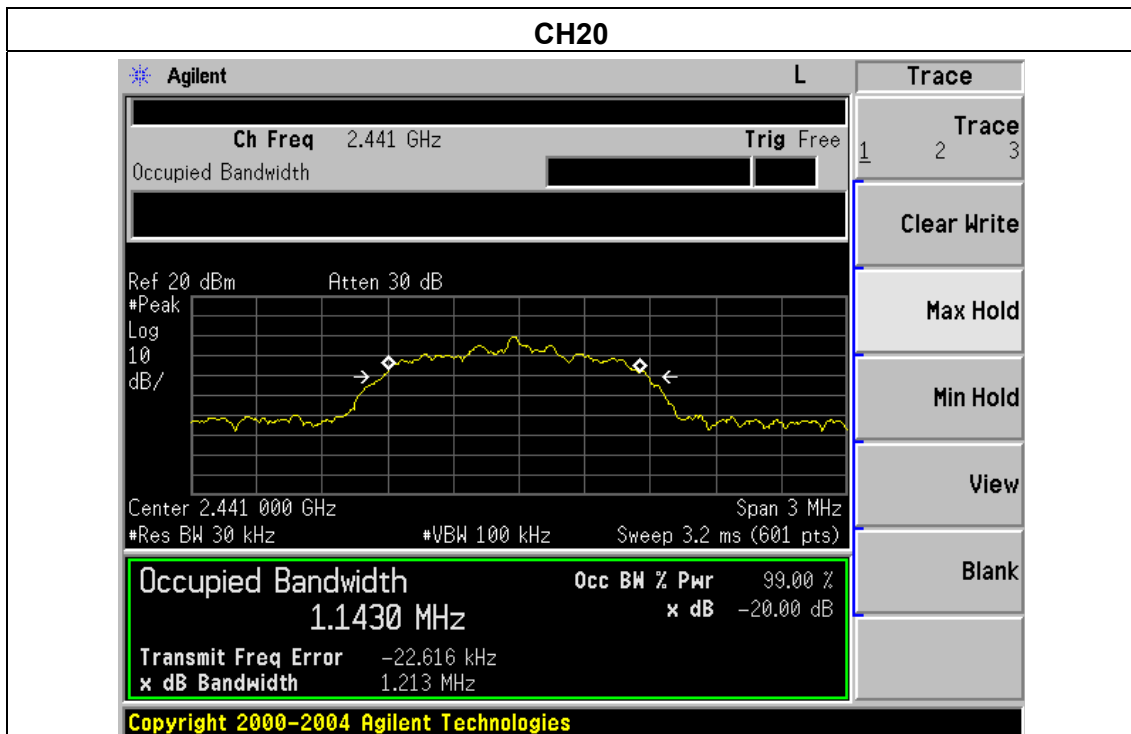 CH20
Agilent L Trace
Ch Freq 2.441 GHz Trig Free
Occupied Bandwidth
Trace
1 2 3
Clear Write
Ref 20 dBm Atten 30 dB
#Peak
Log
10
dB/
Max Hold
Min Hold
View
Center 2.441 000 GHz Span 3 MHz
#Res BW 30 kHz #VBW 100 kHz Sweep 3.2 ms (601 pts)
Blank
Occupied Bandwidth Occ BW % Pwr 99.00 %
1.1430 MHz x dB -20.00 dB
Transmit Freq Error -22.616 kHz
x dB Bandwidth 1.213 MHz
Copyright 2000-2004 Agilent Technologies